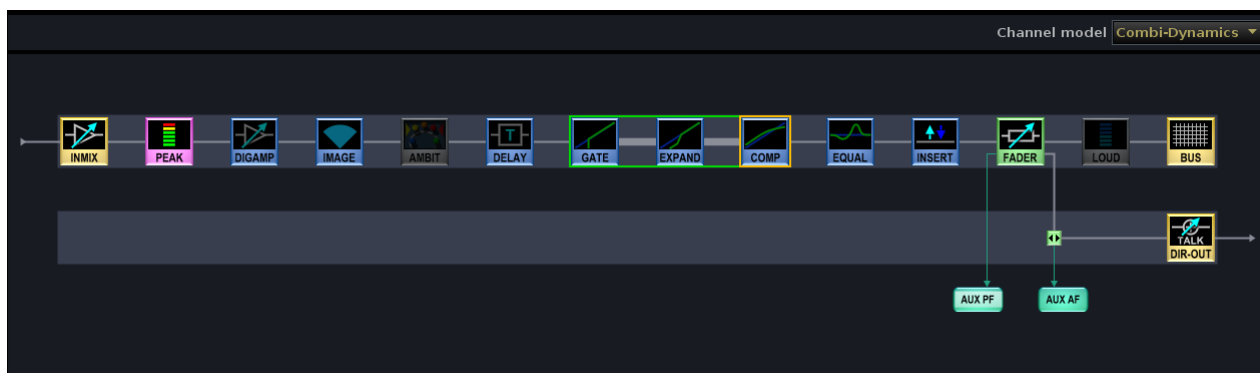 Channel model Combi-Dynamics
INMIX PEAK DIGAMP IMAGE AMBIT T DELAY GATE EXPAND COMP EQUAL INSERT FADER LOUD BUS
TALK
DIR-OUT
AUX PF AUX AF